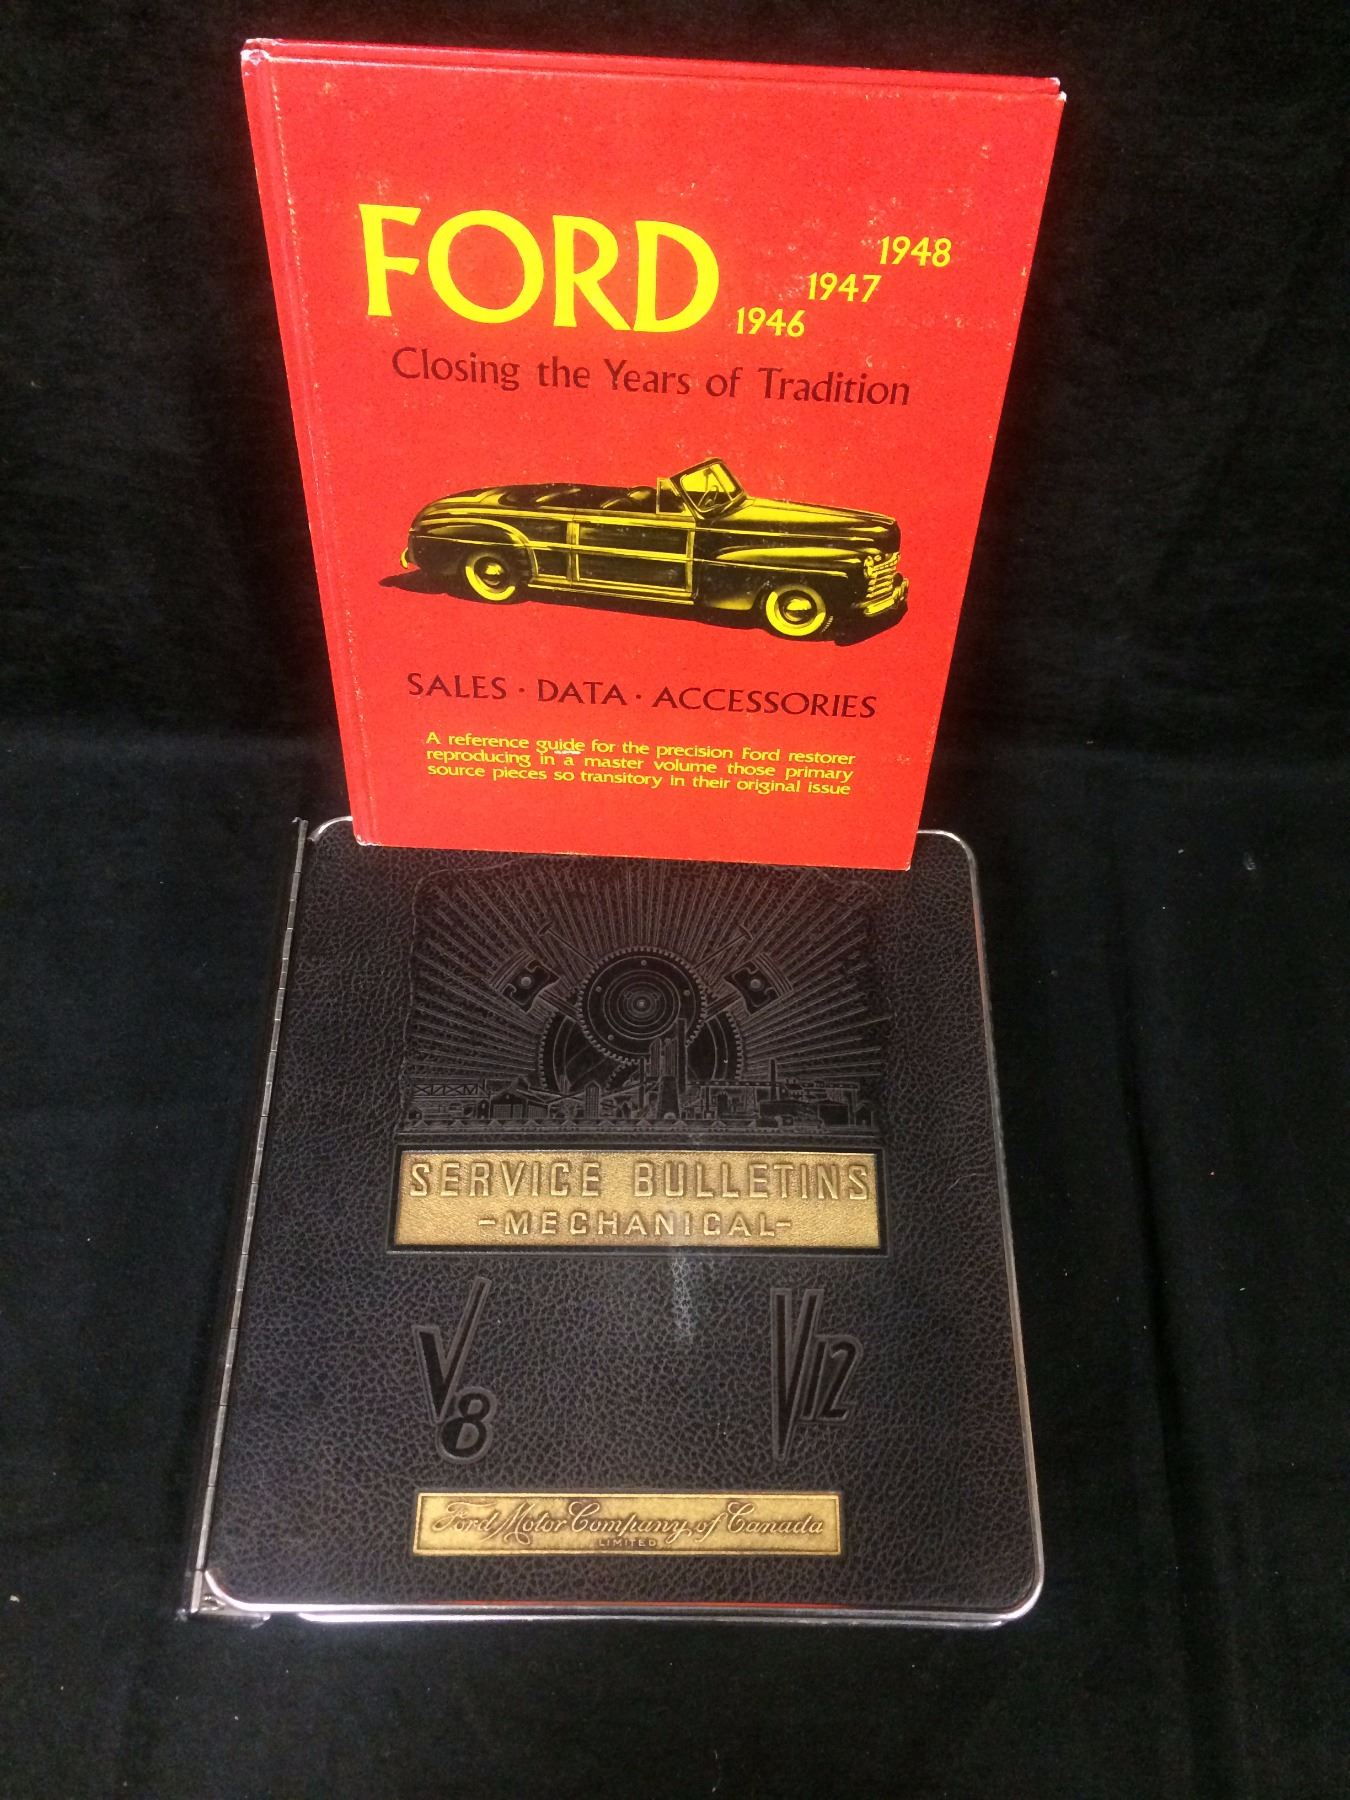 FORD
1946
1947
1948
Closing the Years of Tradition
SALES · DATA · ACCESSORIES
A reference guide for the precision Ford restorer
reproducing in a master volume those primary
source pieces so transitory in their original issue
SERVICE BULLETINS
-MECHANICAL-
V8
V12
Ford Motor Company of Canada
LIMITED